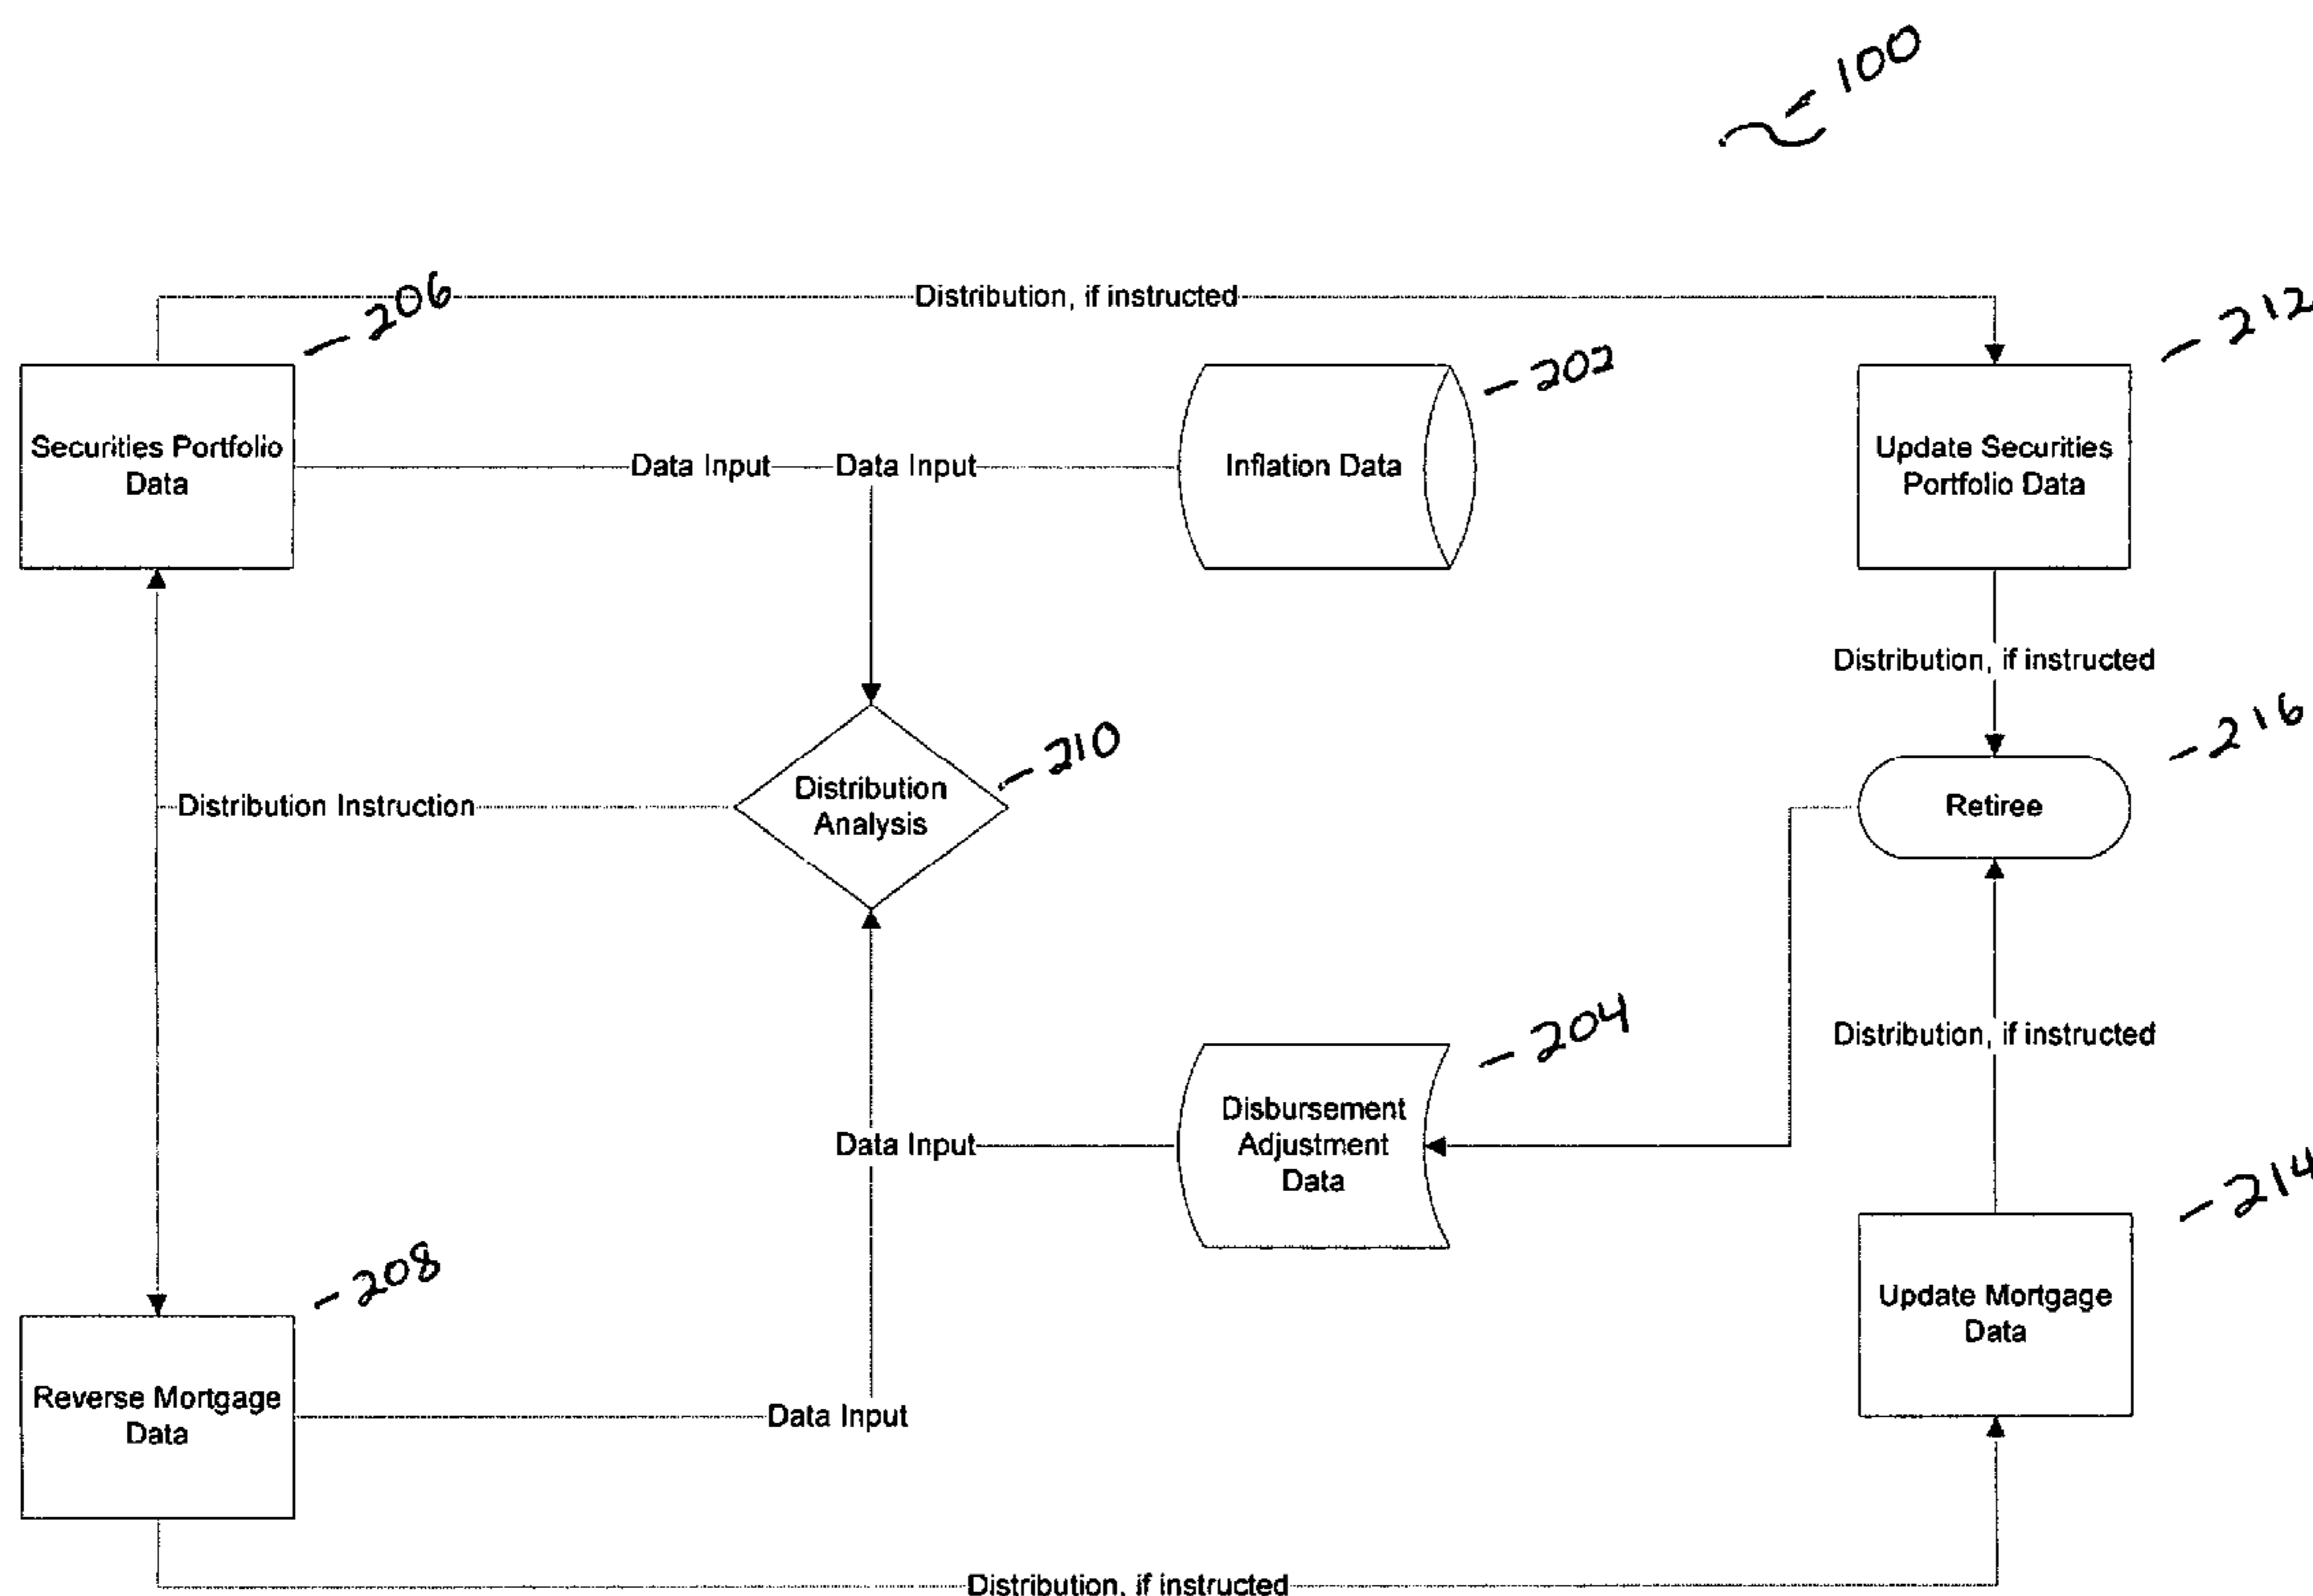 - 100
- 206
Distribution, if instructed
- 212
- 202
Securities Portfolio
Data
Data Input
Data Input
Inflation Data
Update Securities
Portfolio Data
Distribution, if instructed
- 216
- 210
Distribution
Analysis
Distribution Instruction
Retiree
- 204
Distribution, if instructed
Disbursement
Adjustment
Data
Data Input
- 214
- 208
Update Mortgage
Data
Reverse Mortgage
Data
Data Input
Distribution, if instructed